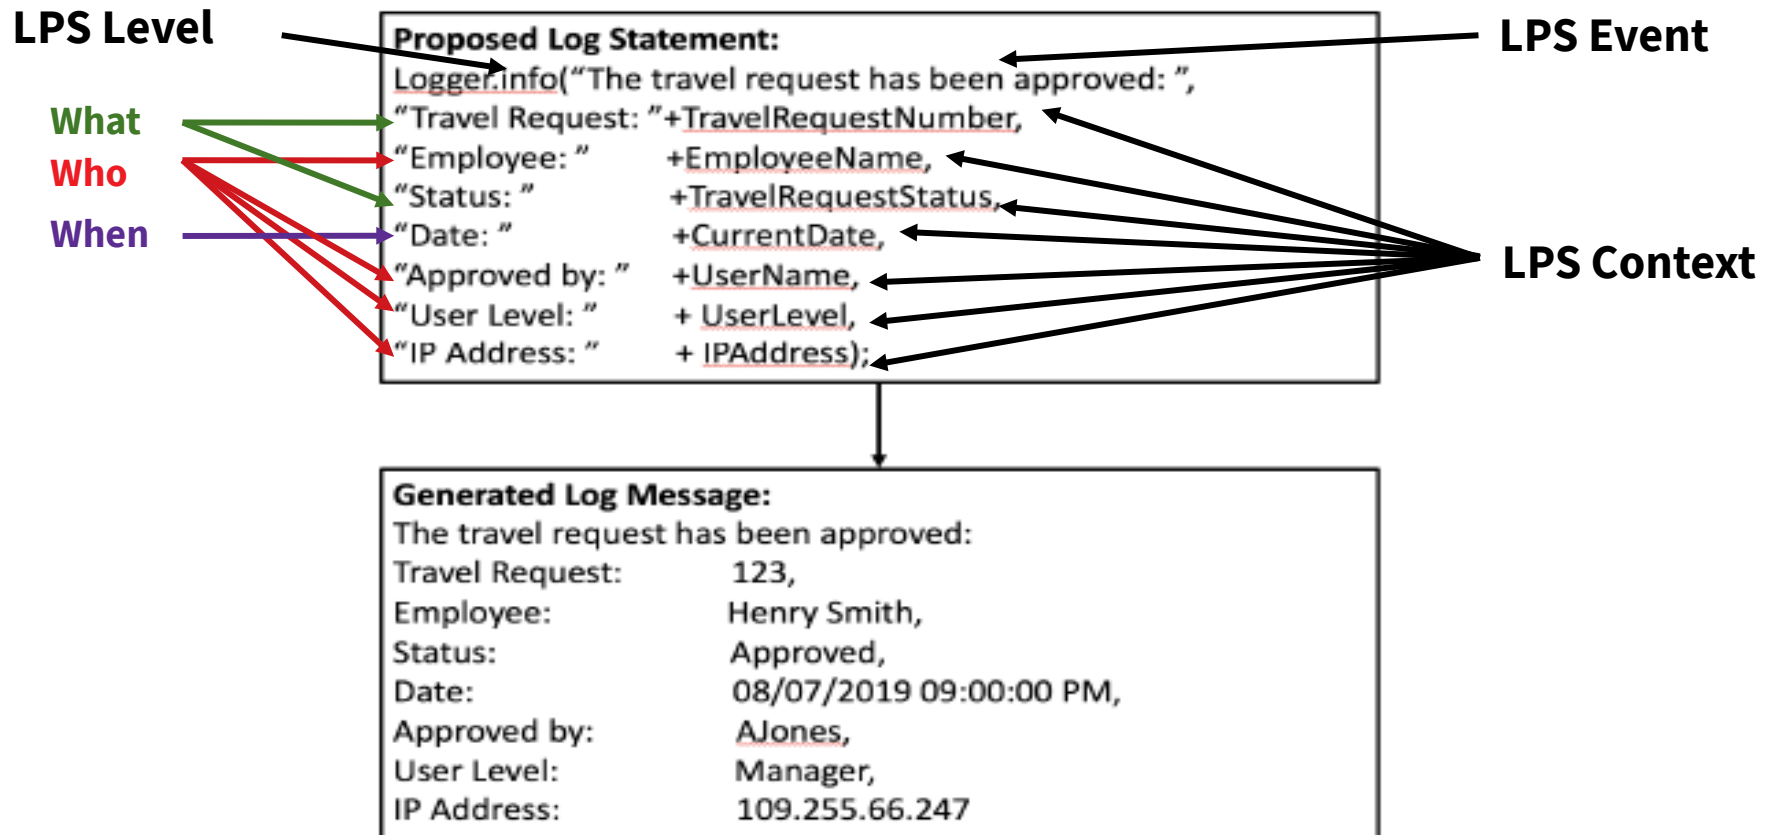 LPS Level
LPS Event
Proposed Log Statement:
Logger.info(“The travel request has been approved: ”,
What
“Travel Request: ”+TravelRequestNumber,
Who
“Employee: ” +EmployeeName,
“Status: ” +TravelRequestStatus,
When
“Date: ” +CurrentDate,
LPS Context
“Approved by: ” +UserName,
“User Level: ” + UserLevel,
“IP Address: ” + IPAddress);
Generated Log Message:
The travel request has been approved:
Travel Request: 123,
Employee: Henry Smith,
Status: Approved,
Date: 08/07/2019 09:00:00 PM,
Approved by: AJones,
User Level: Manager,
IP Address: 109.255.66.247